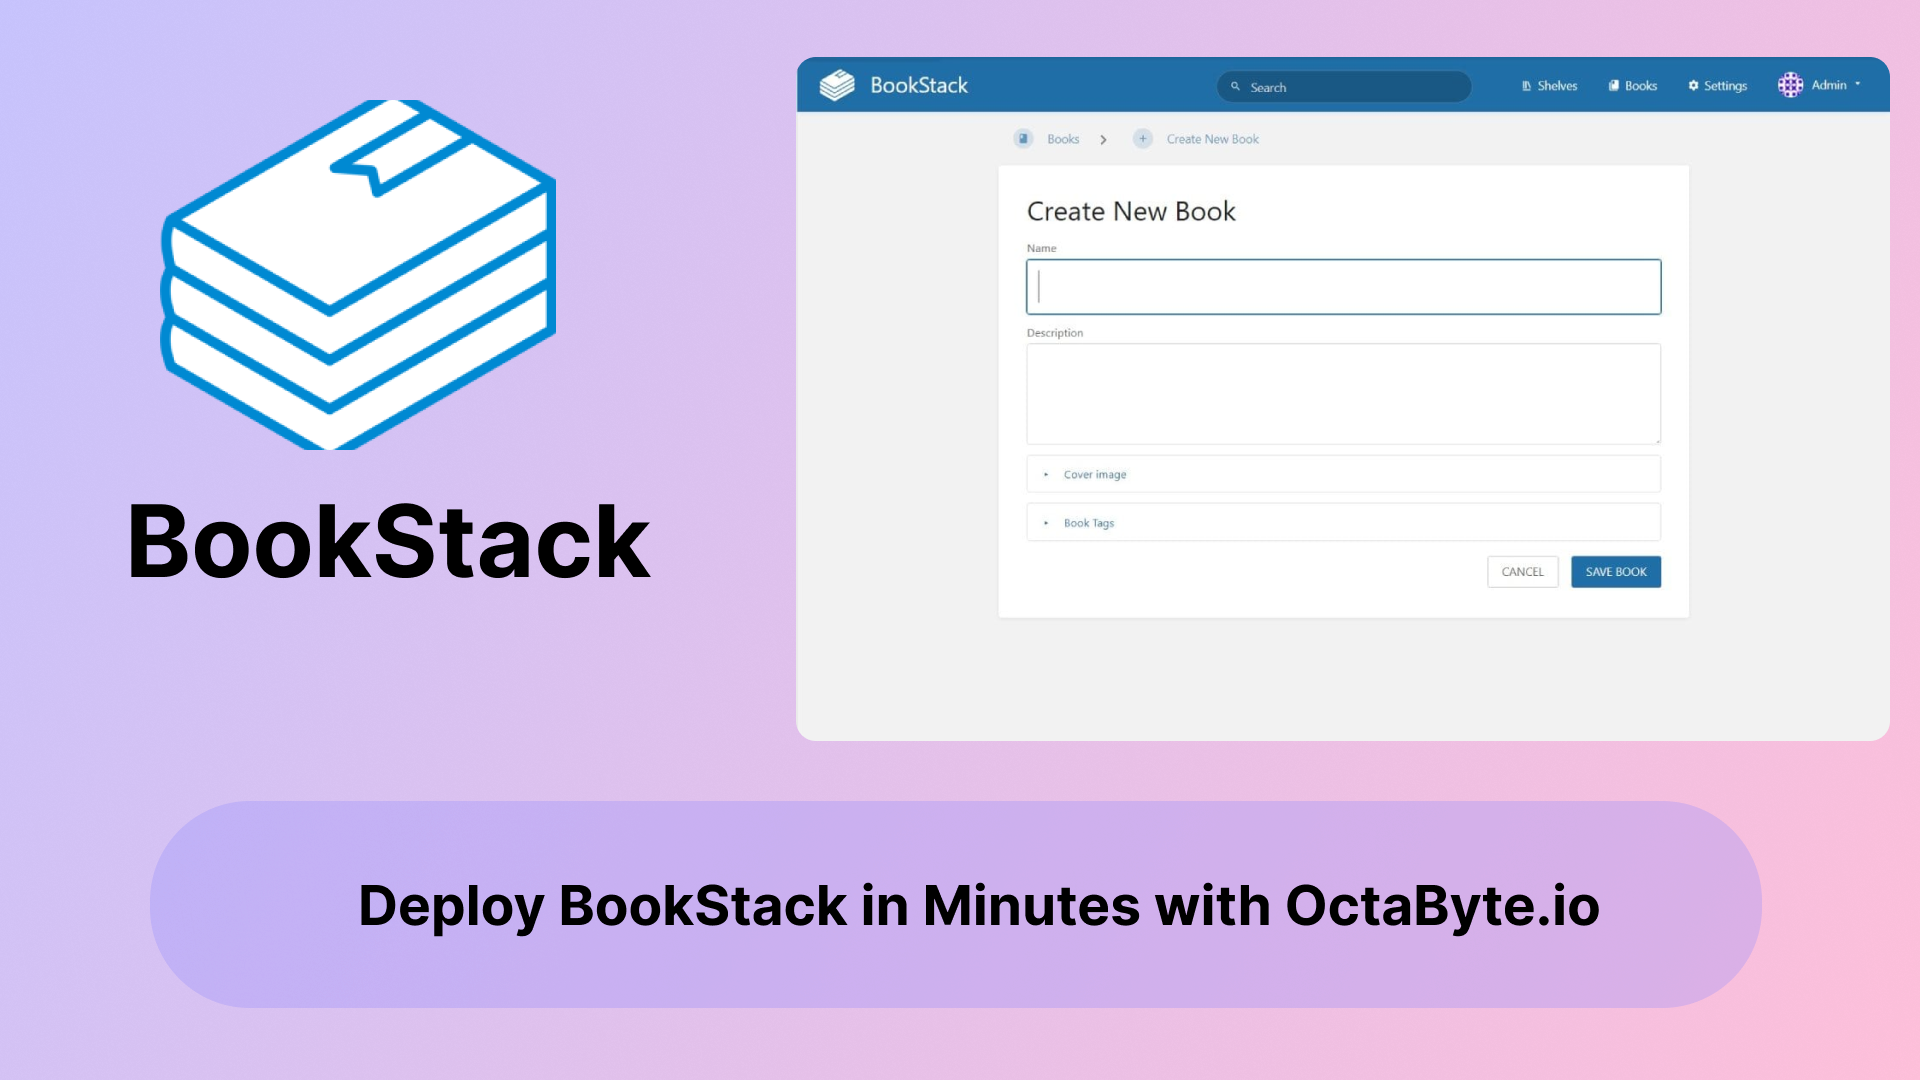 BookStack
BookStack
Search
Shelves
Books
Settings
Admin
Books
Create New Book
Create New Book
Name
Description
Cover image
Book Tags
CANCEL
SAVE BOOK
Deploy BookStack in Minutes with OctaByte.io